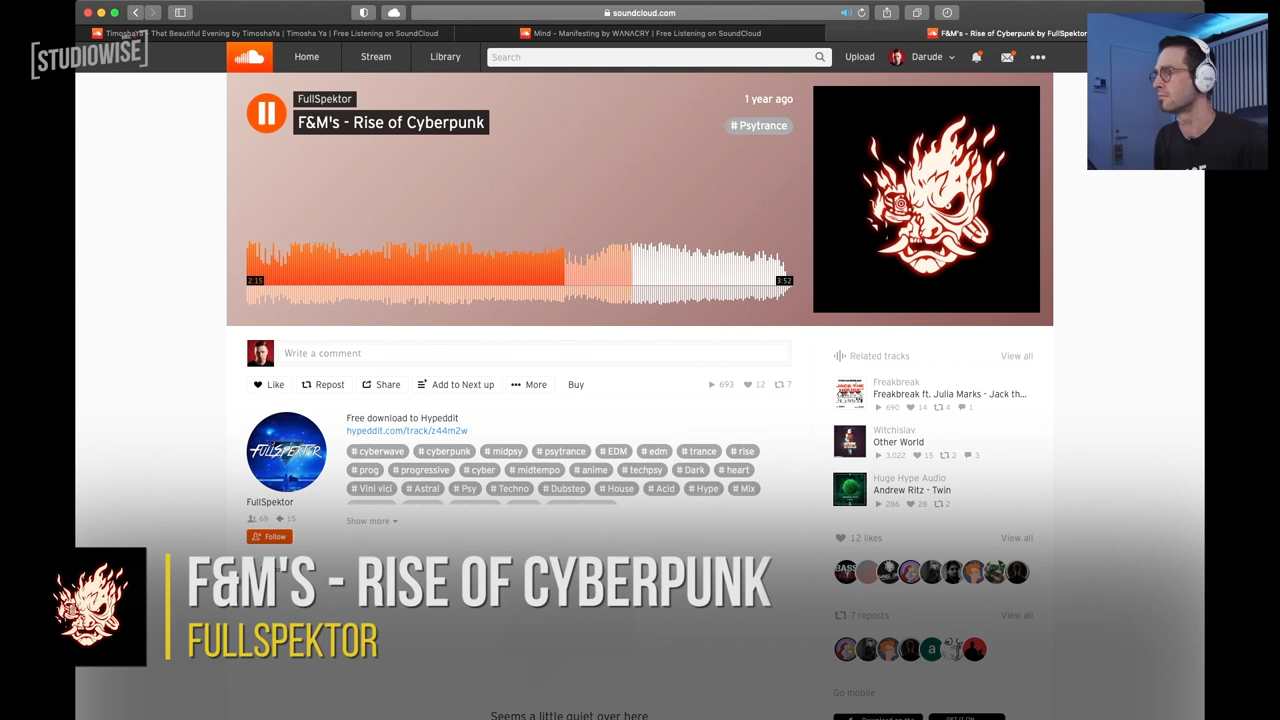 soundcloud.com
TimoshaYa - That Beautiful Evening by TimoshaYa | Timosha Ya | Free Listening on SoundCloud
Mind - Manifesting by WΛNΛCRY | Free Listening on SoundCloud
F&M's - Rise of Cyberpunk by FullSpektor
[STUDIOWISE]
Home
Stream
Library
Search
Upload
Darude
FullSpektor
1 year ago
F&M's - Rise of Cyberpunk
# Psytrance
2:15
3:52
Write a comment
Like
Repost
Share
Add to Next up
More
Buy
693
12
7
Free download to Hypeddit
hypeddit.com/track/z44m2w
# cyberwave # cyberpunk # midpsy # psytrance # EDM # edm # trance # rise
# prog # progressive # cyber # midtempo # anime # techpsy # Dark # heart
# Vini vici # Astral # Psy # Techno # Dubstep # House # Acid # Hype # Mix
Show more
FULLSPEKTOR
FullSpektor
69 15
Follow
Related tracks
View all
Freakbreak
Freakbreak ft. Julia Marks - Jack th...
690 14 4 1
Witchislav
Other World
3,022 15 2 3
Huge Hype Audio
Andrew Ritz - Twin
286 28 2
12 likes
View all
BASS
7 reposts
View all
a
Go mobile
Seems a little quiet over here
F&M'S - RISE OF CYBERPUNK
FULLSPEKTOR